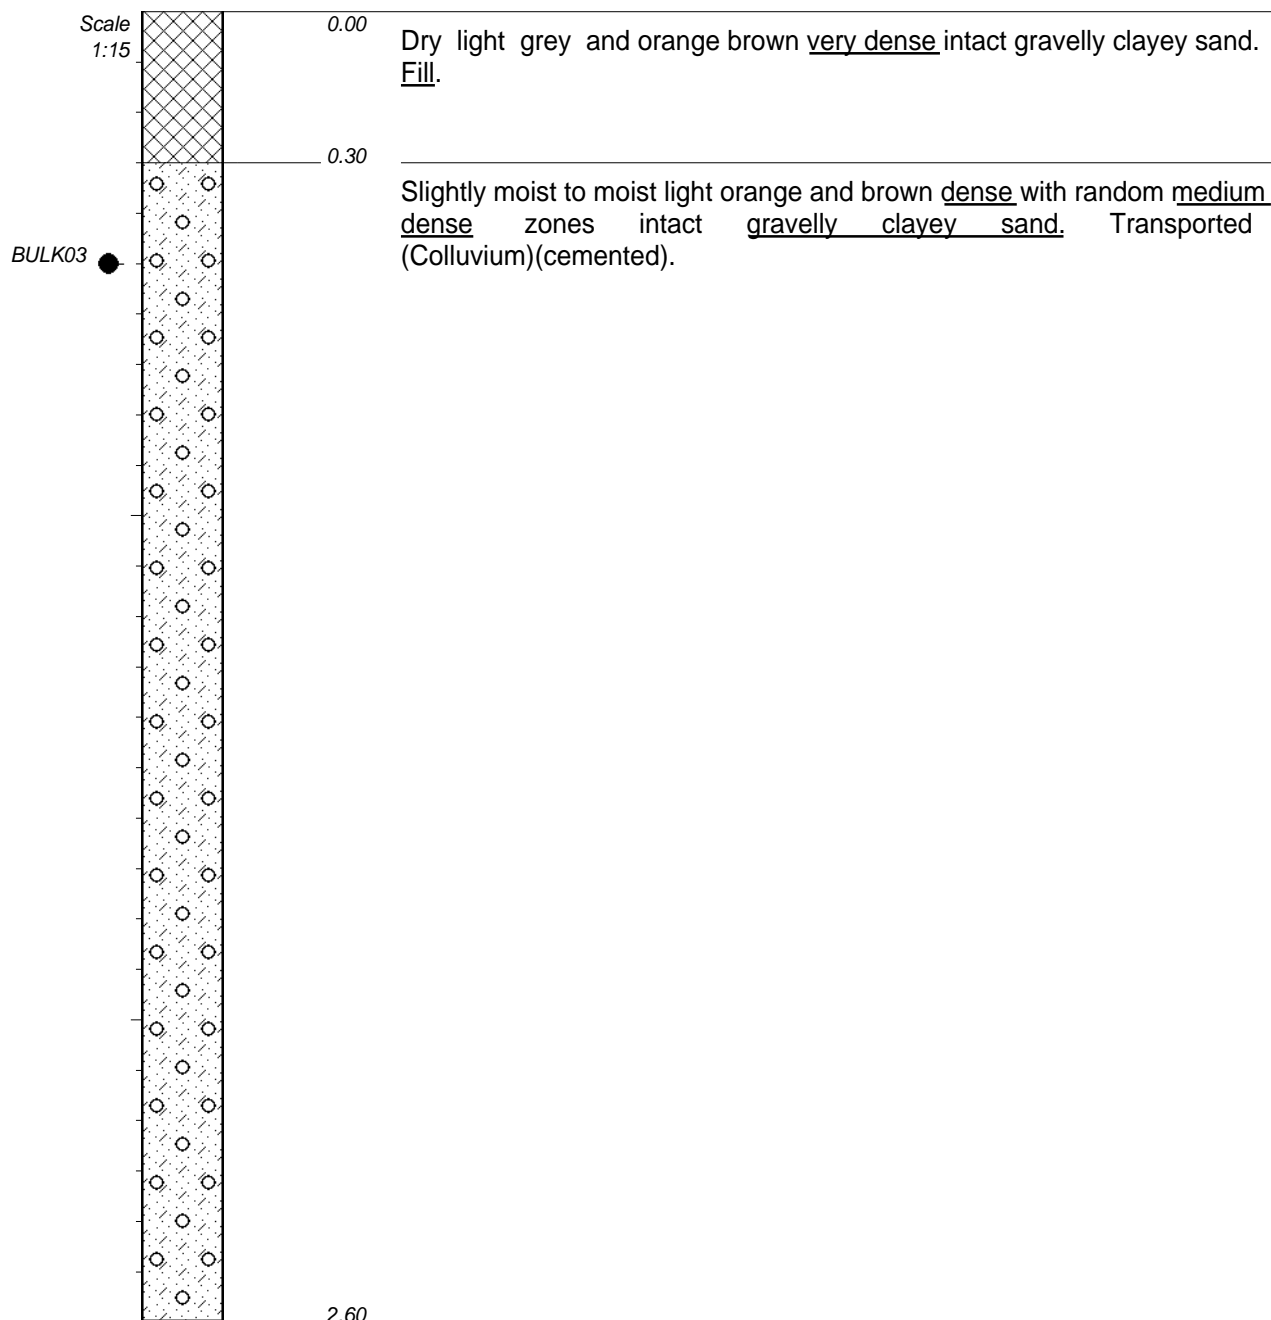 Scale
1:15
0.00
Dry light grey and orange brown very dense intact gravelly clayey sand.
Fill.
0.30
Slightly moist to moist light orange and brown dense with random medium
dense zones intact gravelly clayey sand. Transported
(Colluvium)(cemented).
BULK03
2.60